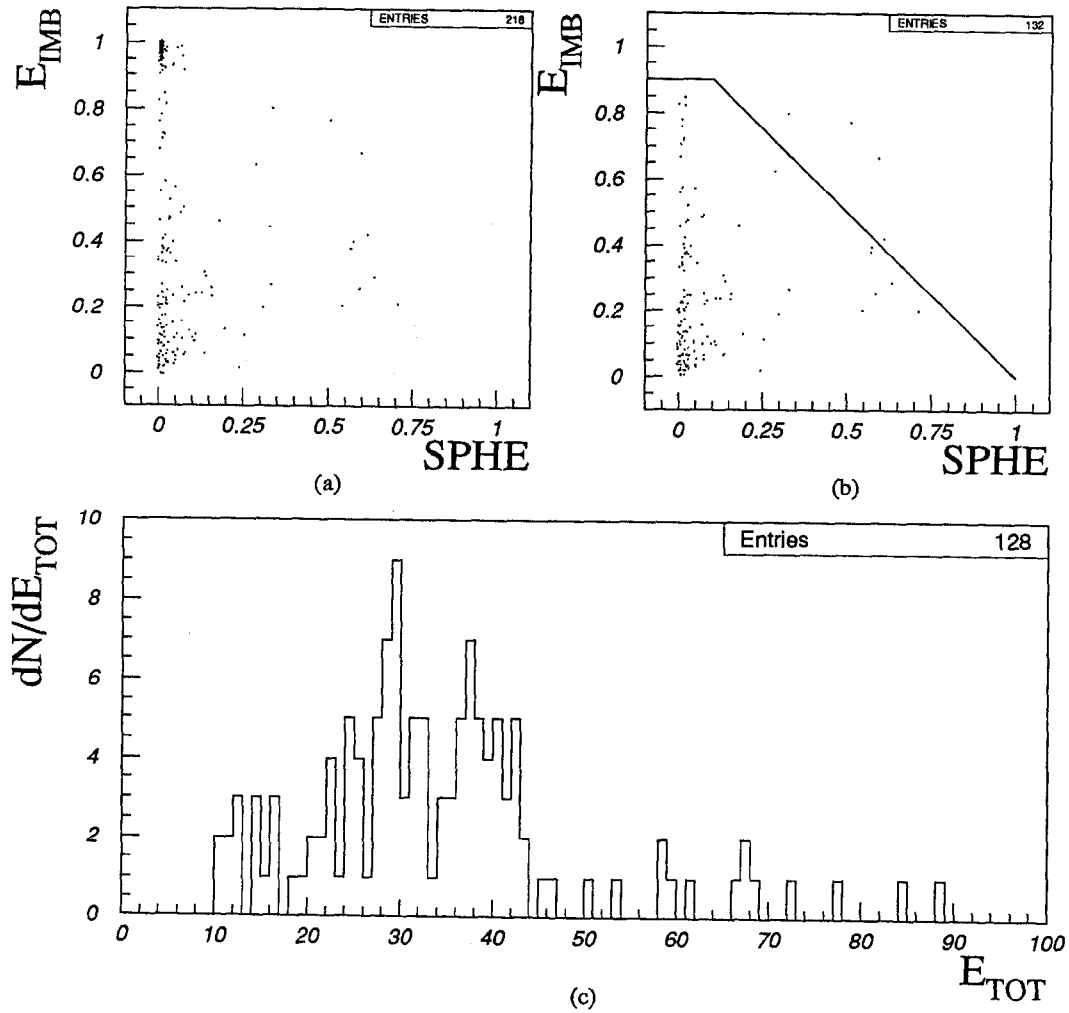 ENTRIES 218
E_IMB
1
0.8
0.6
0.4
0.2
0
0 0.25 0.5 0.75 1
SPHE
(a)
ENTRIES 132
E_IMB
1
0.8
0.6
0.4
0.2
0
0 0.25 0.5 0.75 1
SPHE
(b)
Entries 128
dN/dE_TOT
10
8
6
4
2
0
0 10 20 30 40 50 60 70 80 90 100
E_TOT
(c)